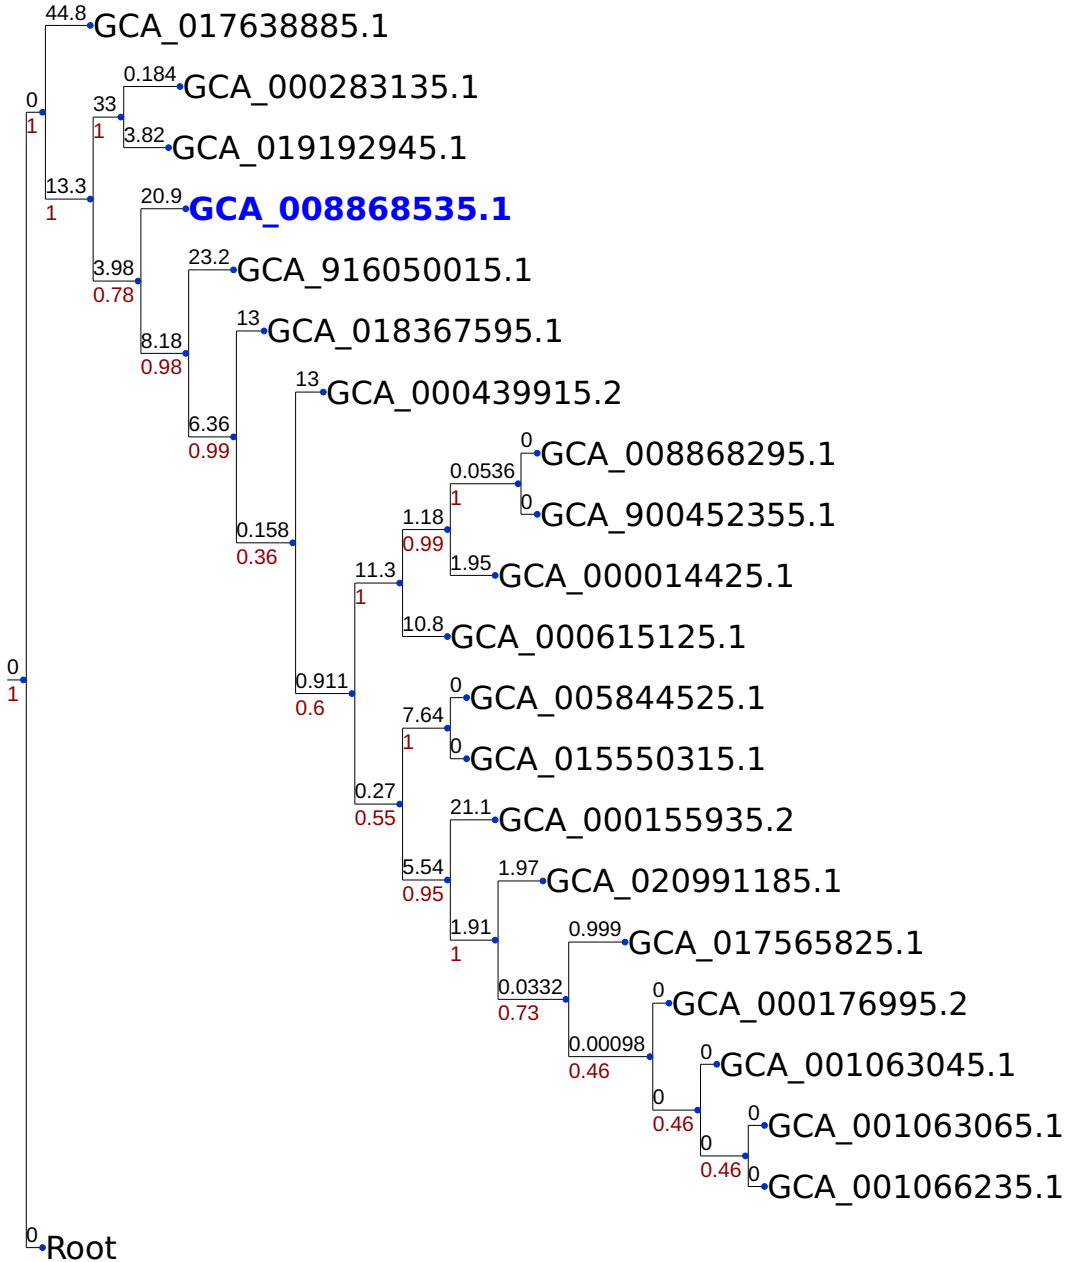 44.8 GCA_017638885.1
0.184 GCA_000283135.1
0
33
1
1
3.82 GCA_019192945.1
13.3
1
20.9 GCA_008868535.1
3.98
0.78
23.2 GCA_916050015.1
13 GCA_018367595.1
8.18
0.98
13 GCA_000439915.2
6.36
0.99
0 GCA_008868295.1
0.0536
1
0 GCA_900452355.1
1.18
0.99
0.158
0.36
1.95 GCA_000014425.1
11.3
1
10.8 GCA_000615125.1
0
1
0.911
0.6
0 GCA_005844525.1
7.64
1
0 GCA_015550315.1
0.27
0.55
21.1 GCA_000155935.2
5.54
0.95
1.97 GCA_020991185.1
1.91
1
0.999 GCA_017565825.1
0.0332
0.73
0 GCA_000176995.2
0.00098
0.46
0 GCA_001063045.1
0
0.46
0 GCA_001063065.1
0
0.46
0 GCA_001066235.1
0 Root